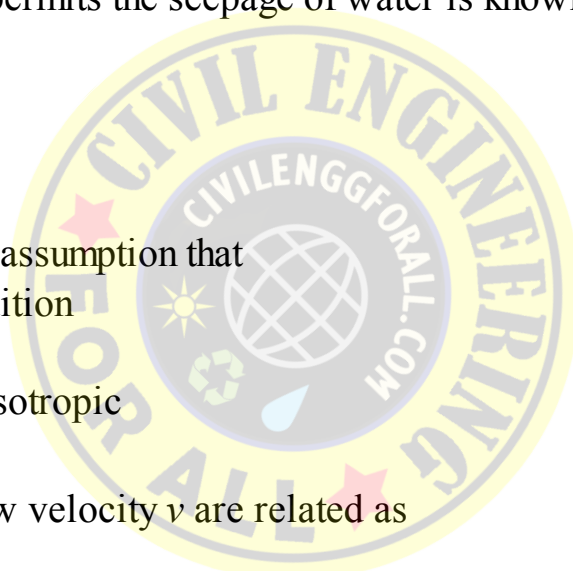 permits the seepage of water is know
CIVIL ENGINEERING
FOR ALL
CIVILENGGFORALL.COM
assumption that
ition
sotropic
w velocity v are related as